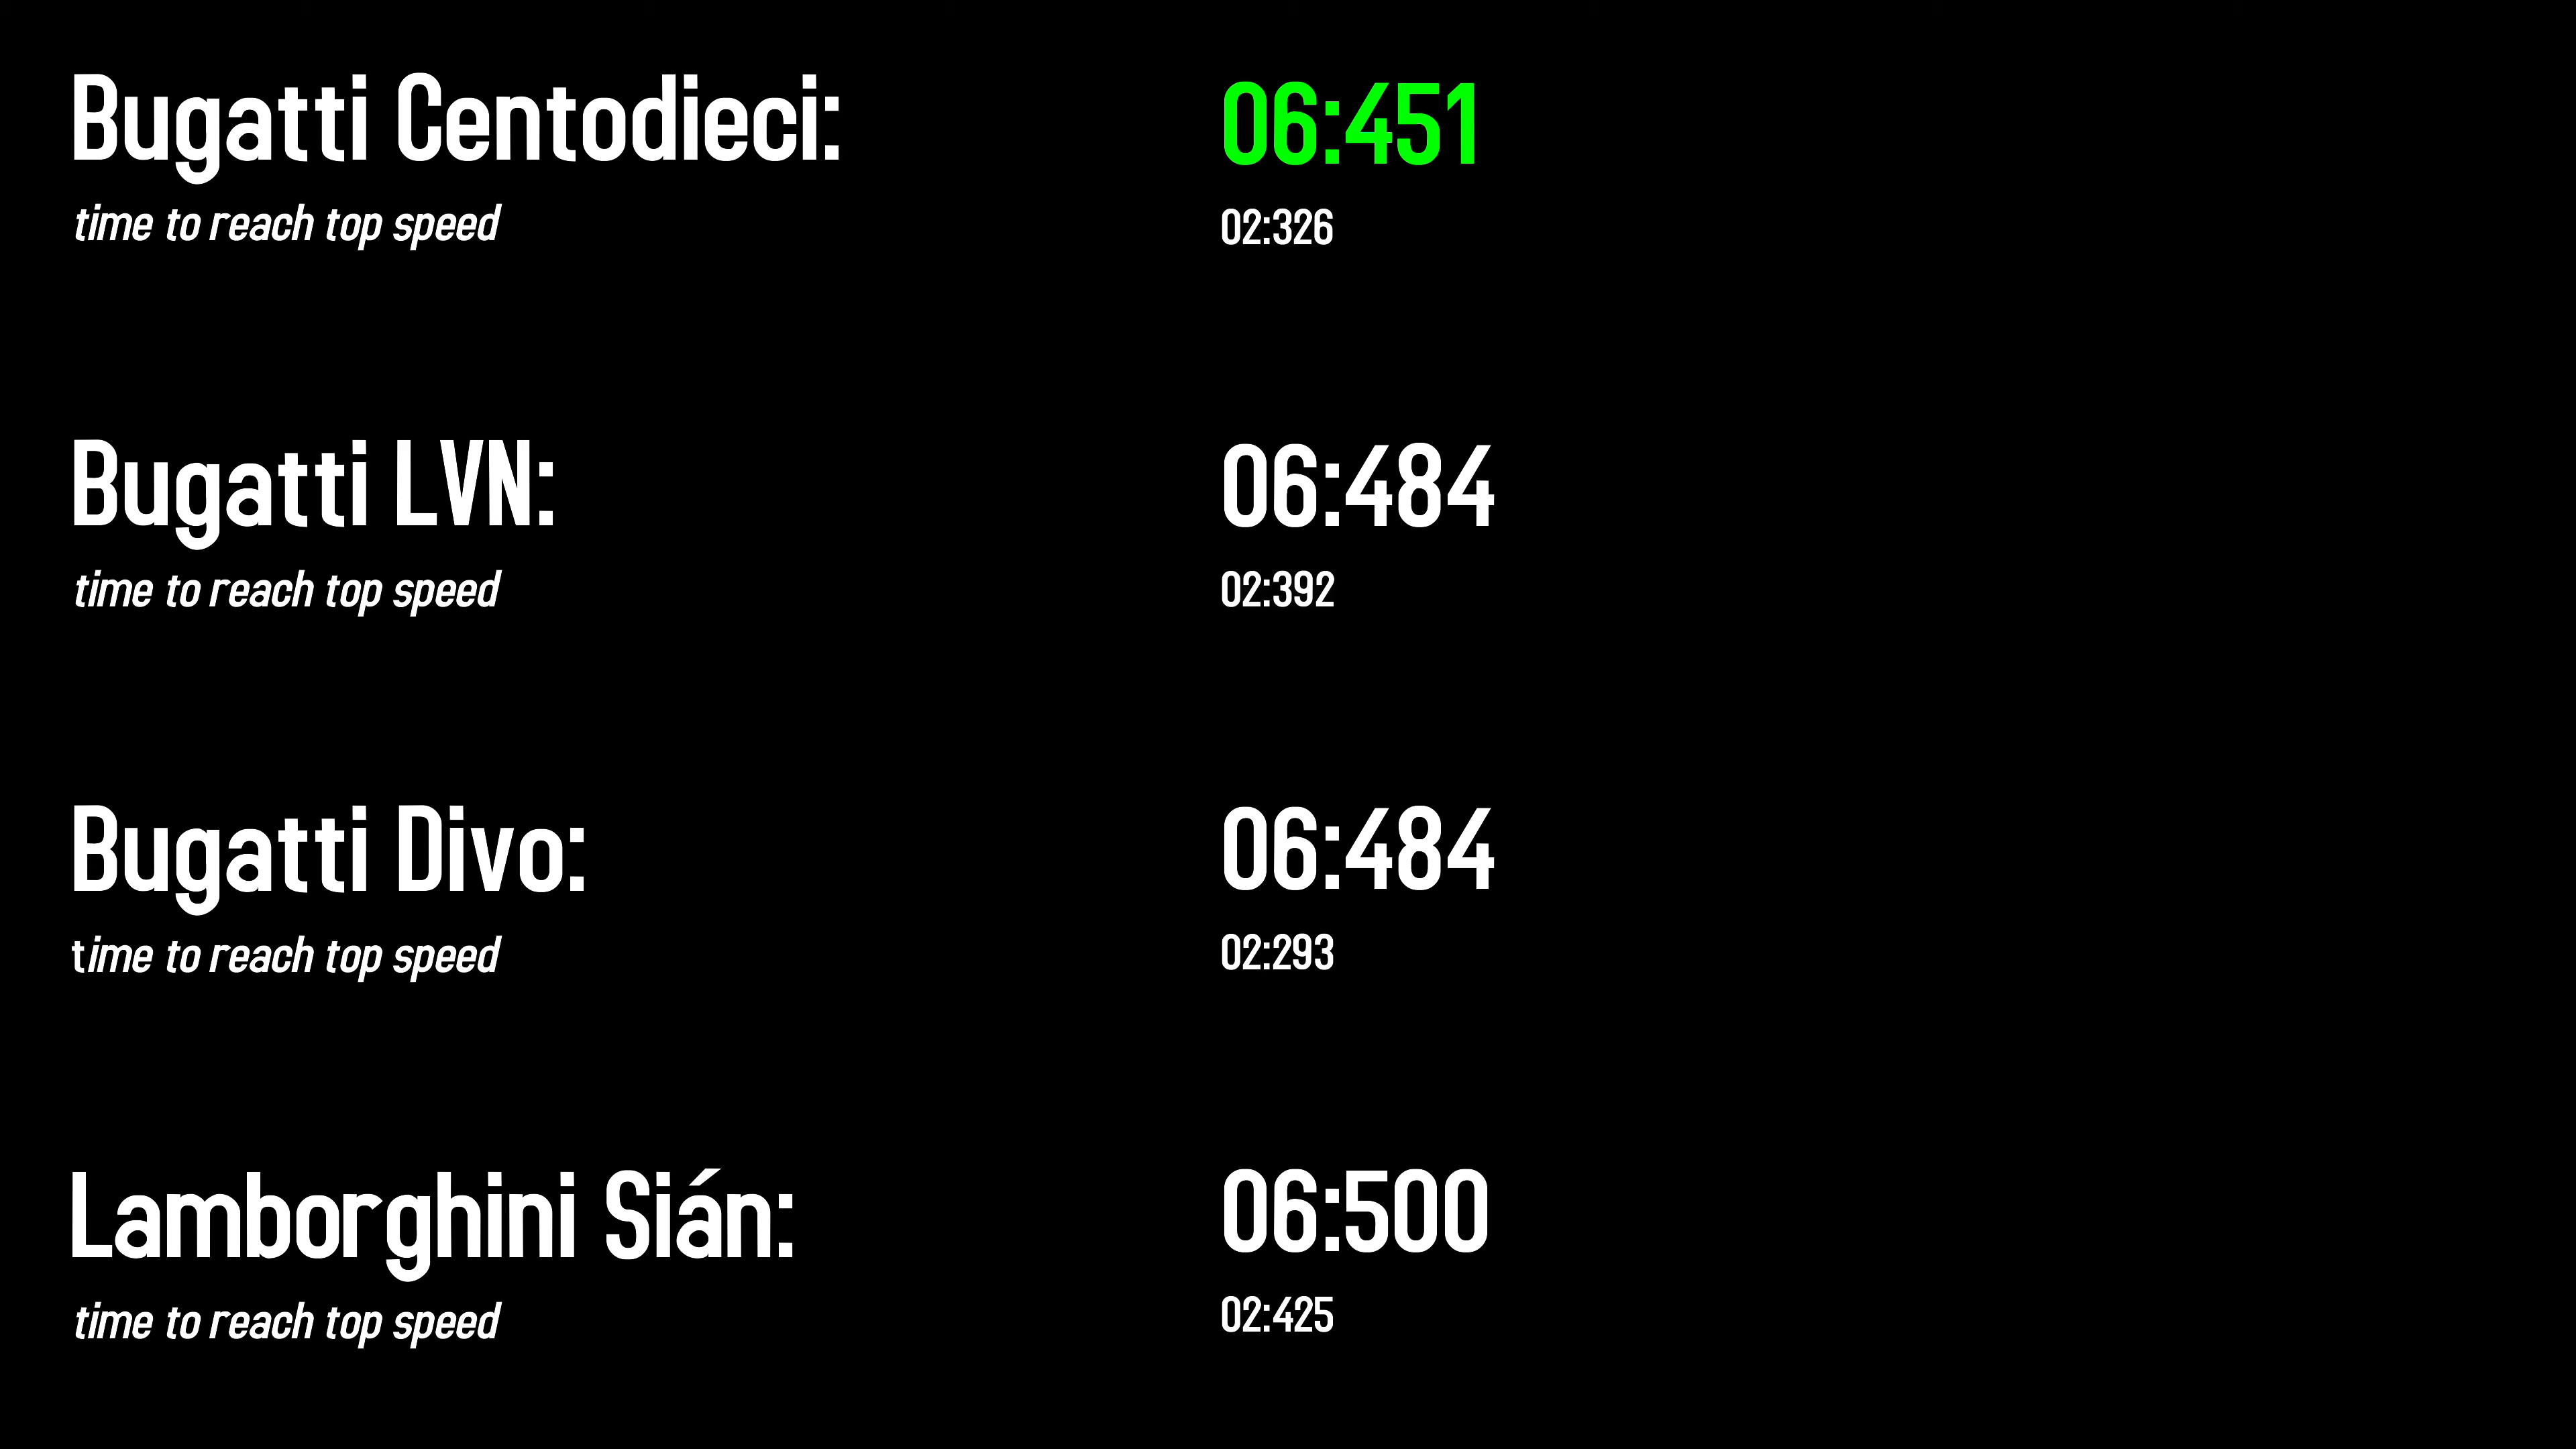 Bugatti Centodieci: 06:451
time to reach top speed 02:326
Bugatti LVN: 06:484
time to reach top speed 02:392
Bugatti Divo: 06:484
time to reach top speed 02:293
Lamborghini Sián: 06:500
time to reach top speed 02:425